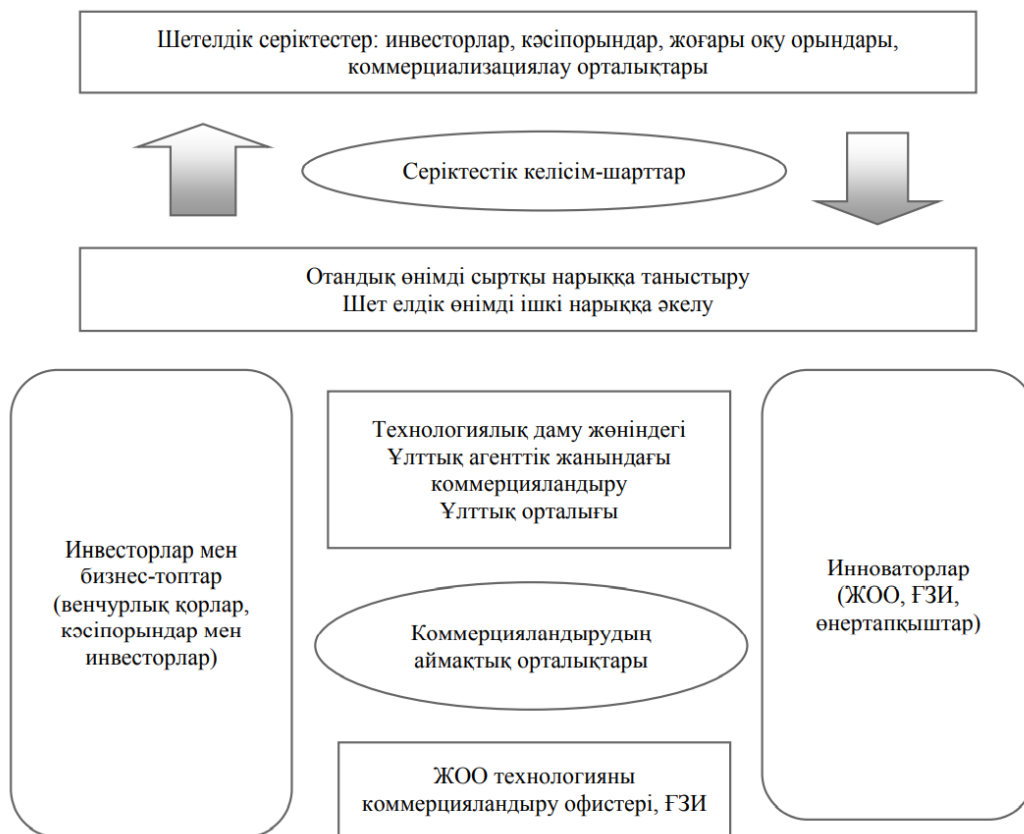 Шетелдік серіктестер: инвесторлар, кәсіпорындар, жоғары оқу орындары,
коммерциализациялау орталықтары
Серіктестік келісім-шарттар
Отандық өнімді сыртқы нарыққа таныстыру
Шет елдік өнімді ішкі нарыққа әкелу
Инвесторлар мен
бизнес-топтар
(венчурлық қорлар,
кәсіпорындар мен
инвесторлар)
Технологиялық даму жөніндегі
Ұлттық агенттік жанындағы
коммерцияландыру
Ұлттық орталығы
Коммерцияландырудың
аймақтық орталықтары
ЖОО технологияны
коммерцияландыру офистері, ҒЗИ
Инноваторлар
(ЖОО, ҒЗИ,
өнертапқыштар)